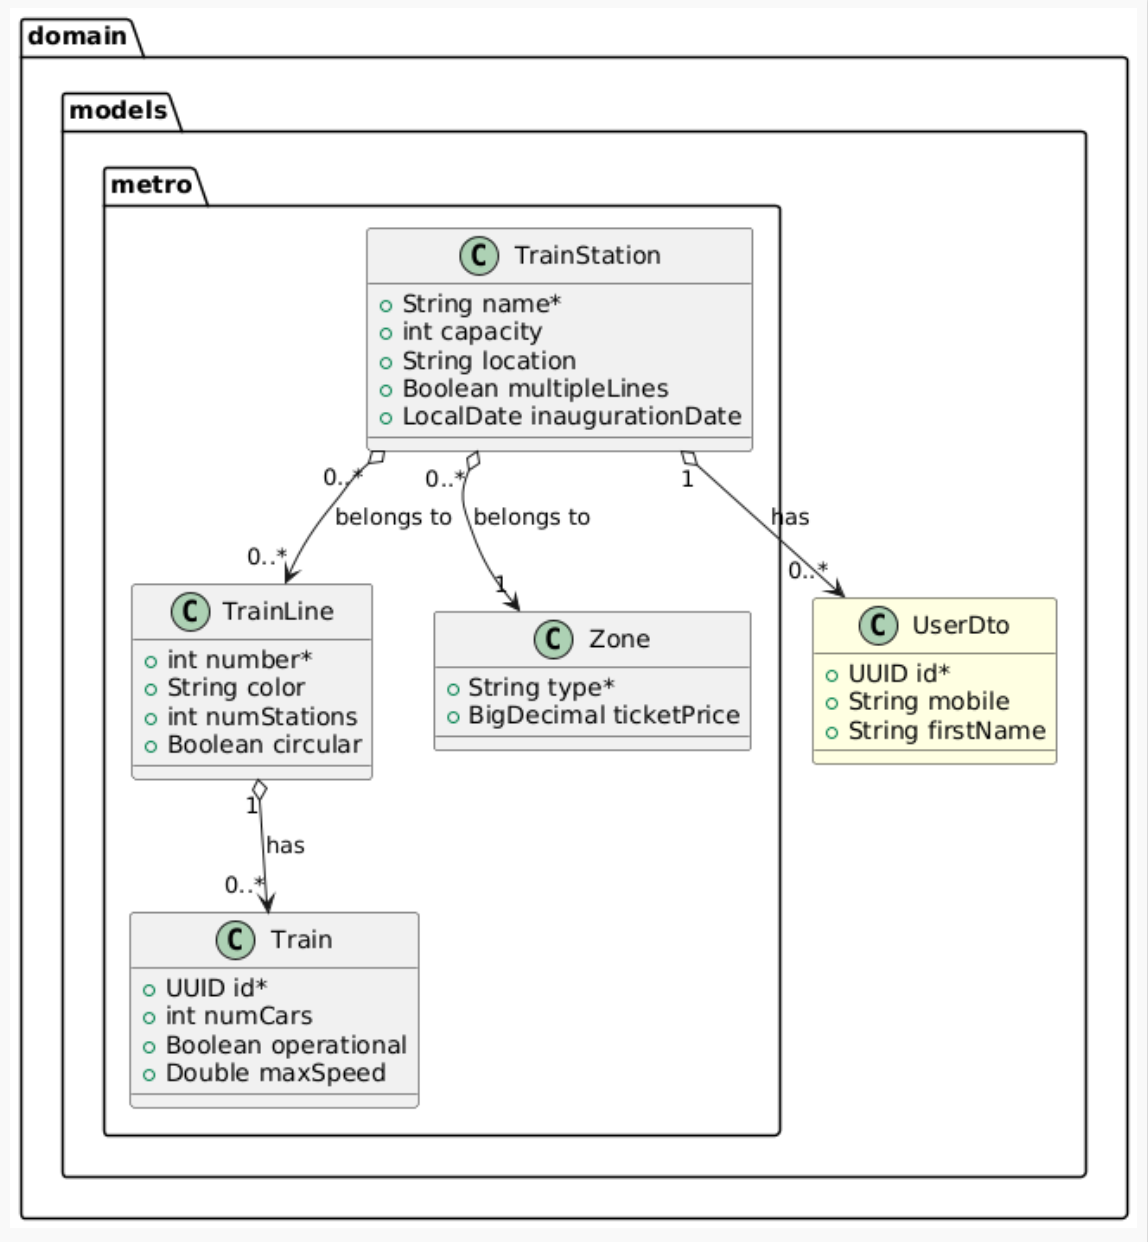 domain
models
metro
C TrainStation
String name*
int capacity
String location
Boolean multipleLines
LocalDate inaugurationDate
0..*
0..*
1
belongs to
belongs to
has
0..*
1
0..*
C TrainLine
int number*
String color
int numStations
Boolean circular
C Zone
String type*
BigDecimal ticketPrice
C UserDto
UUID id*
String mobile
String firstName
1
has
0..*
C Train
UUID id*
int numCars
Boolean operational
Double maxSpeed